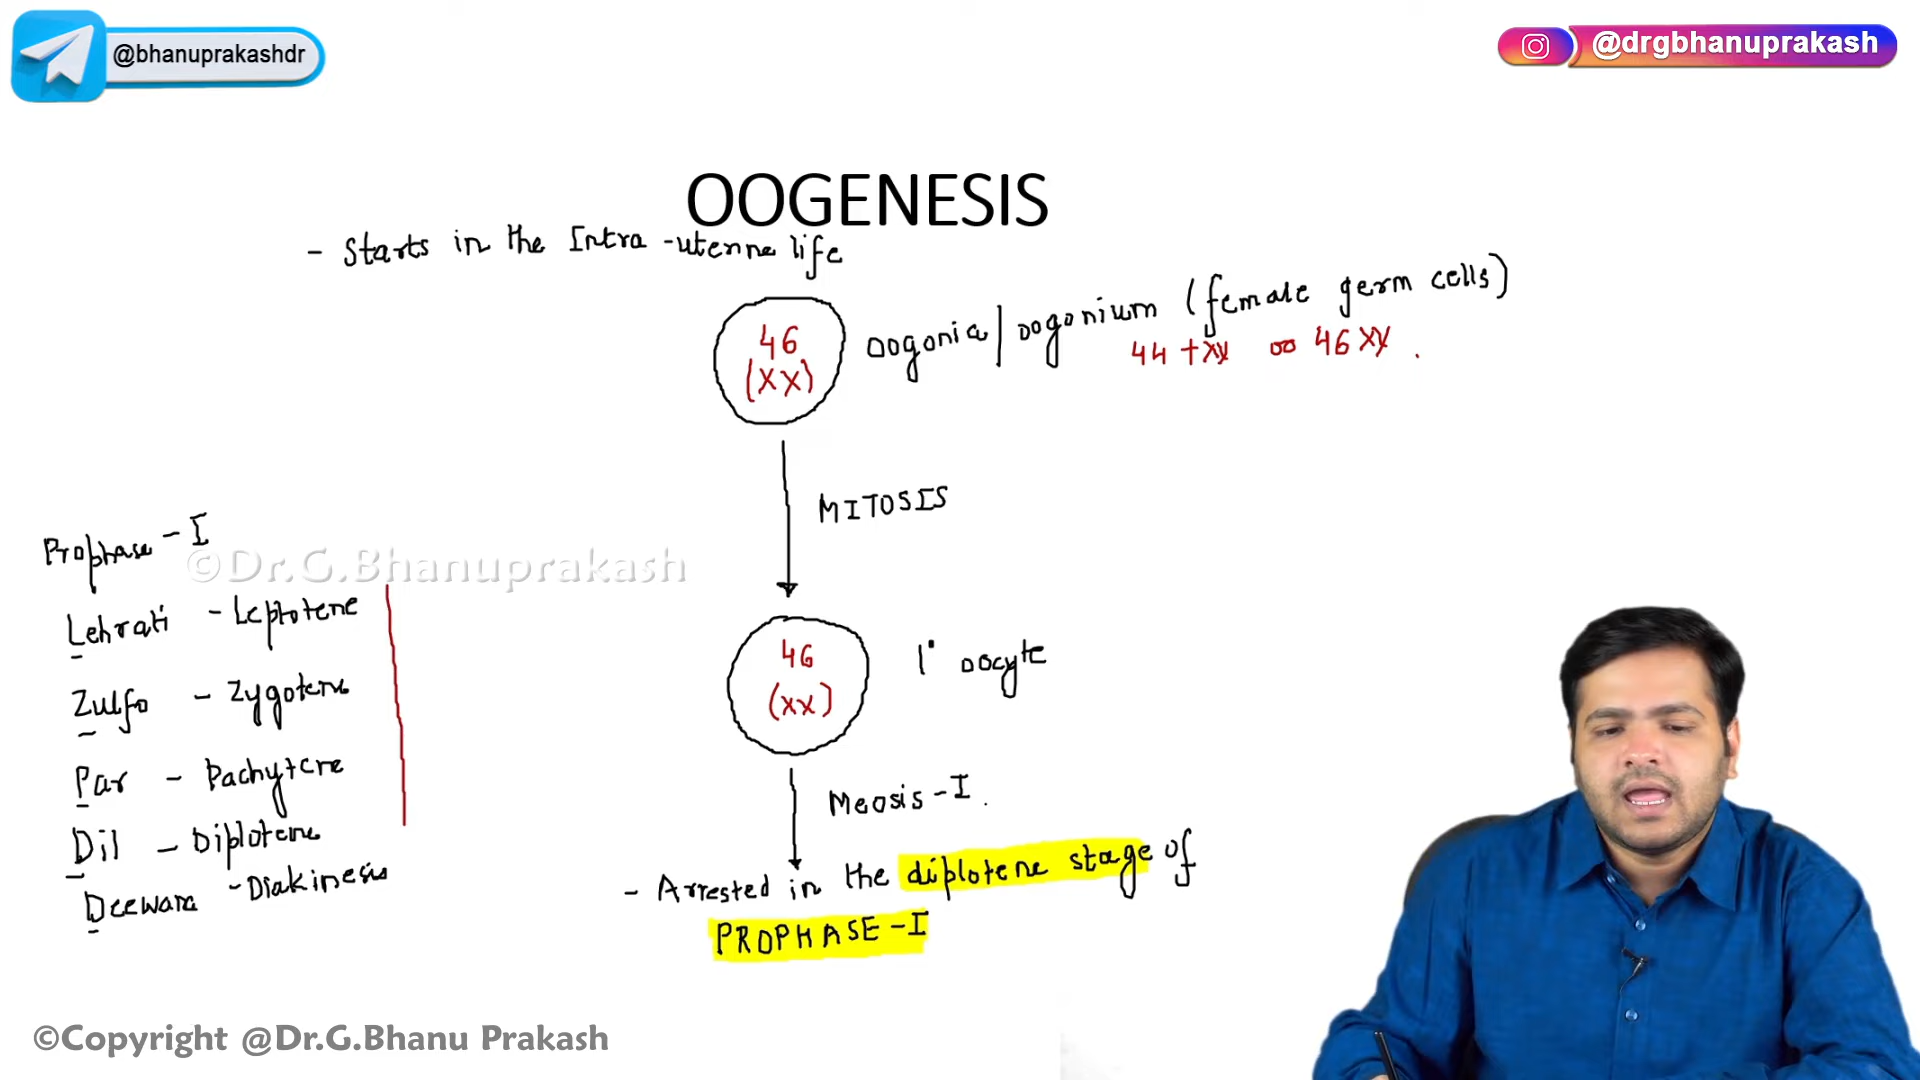 @bhanuprakashdr
@drgbhanuprakash
OOGENESIS
- Starts in the Intra-uterine life
46
(XX)
oogonia/oogonium (female germ cells)
44 + XX or 46 XX.
MITOSIS
Prophase - I
©Dr.G.Bhanuprakash
Lehrati - Leptotene
Zulfo - Zygotene
Par - Pachytene
Dil - Diplotene
Deewana - Diakinesis
46
(XX)
1° oocyte
Meosis - I.
- Arrested in the diplotene stage of
PROPHASE - I
©Copyright @Dr.G.Bhanu Prakash